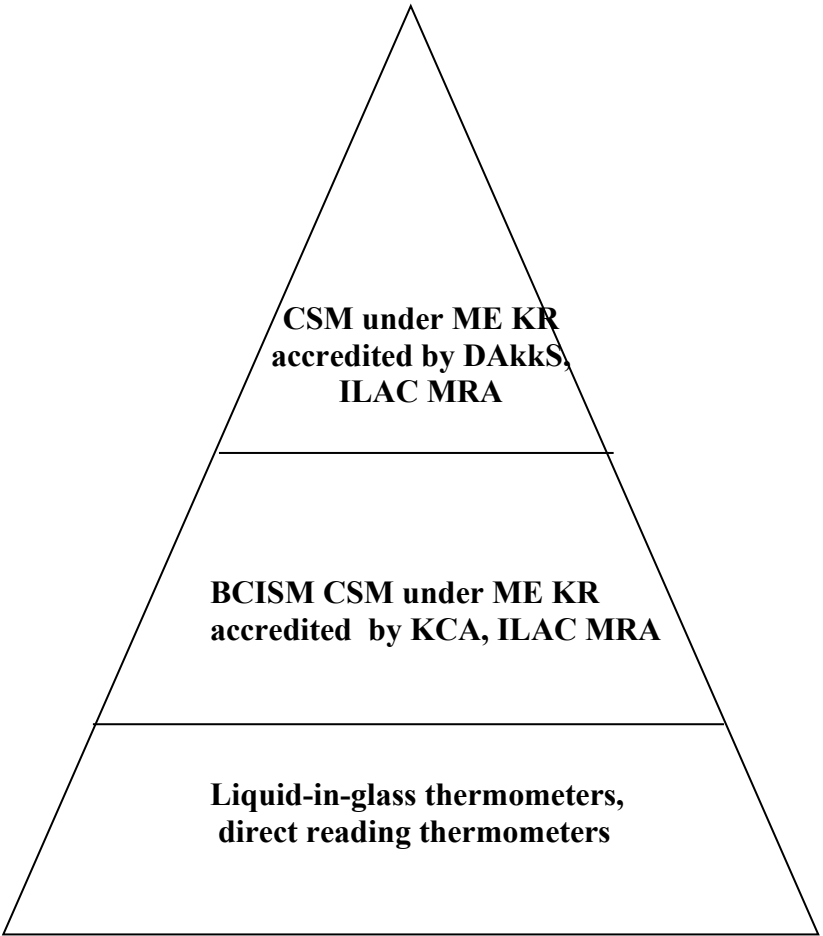 CSM under ME KR
accredited by DAkkS,
ILAC MRA
BCISM CSM under ME KR
accredited  by KCA, ILAC MRA
Liquid-in-glass thermometers,
direct reading thermometers